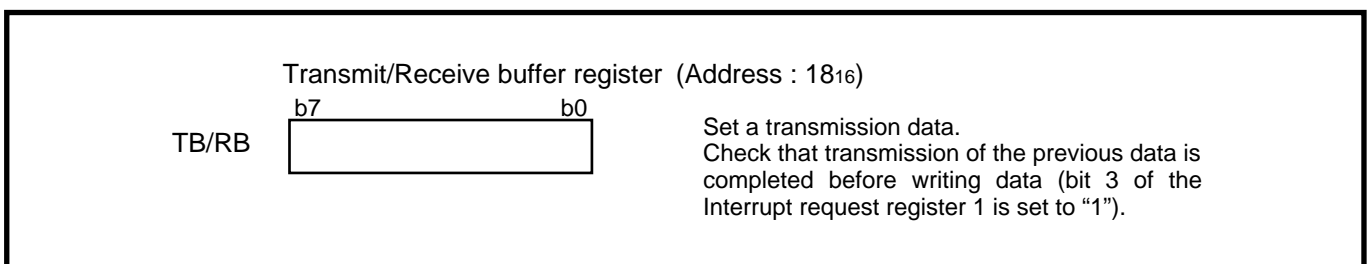 Transmit/Receive buffer register (Address : 1816)
b7 b0
TB/RB
Set a transmission data.
Check that transmission of the previous data is
completed before writing data (bit 3 of the
Interrupt request register 1 is set to “1”).